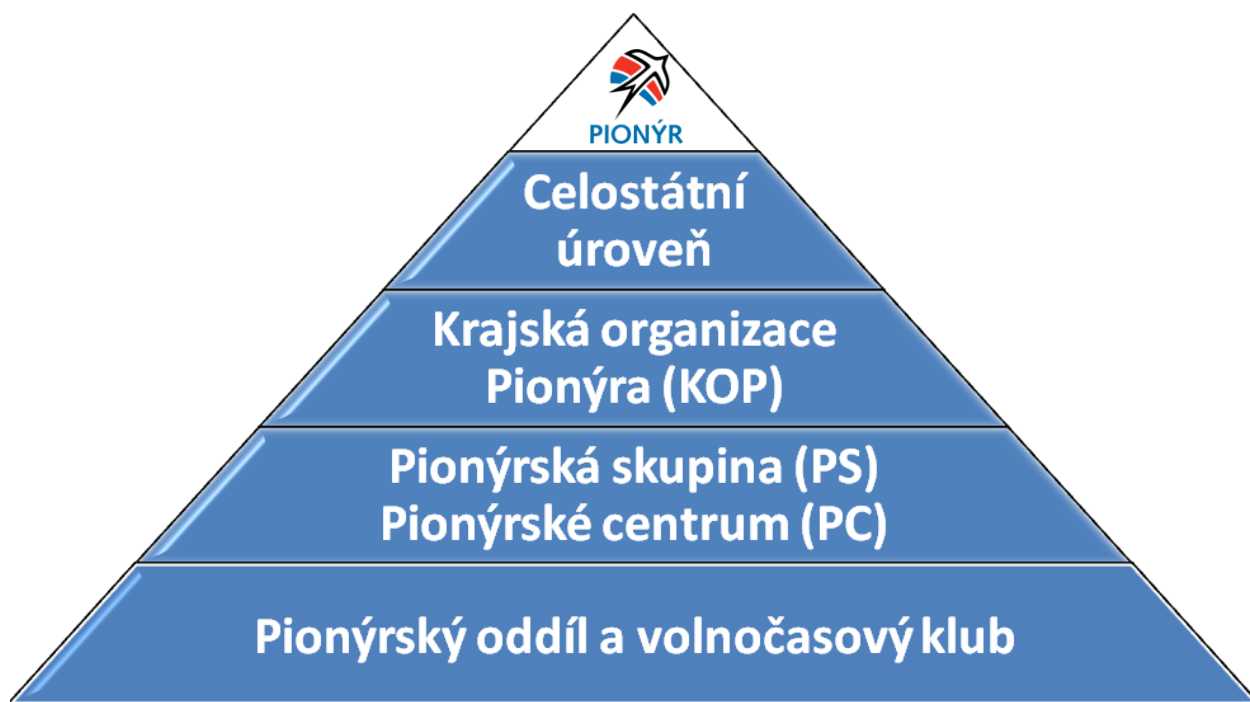 PIONÝR
Celostátní
úroveň
Krajská organizace
Pionýra (KOP)
Pionýrská skupina (PS)
Pionýrské centrum (PC)
Pionýrský oddíl a volnočasový klub